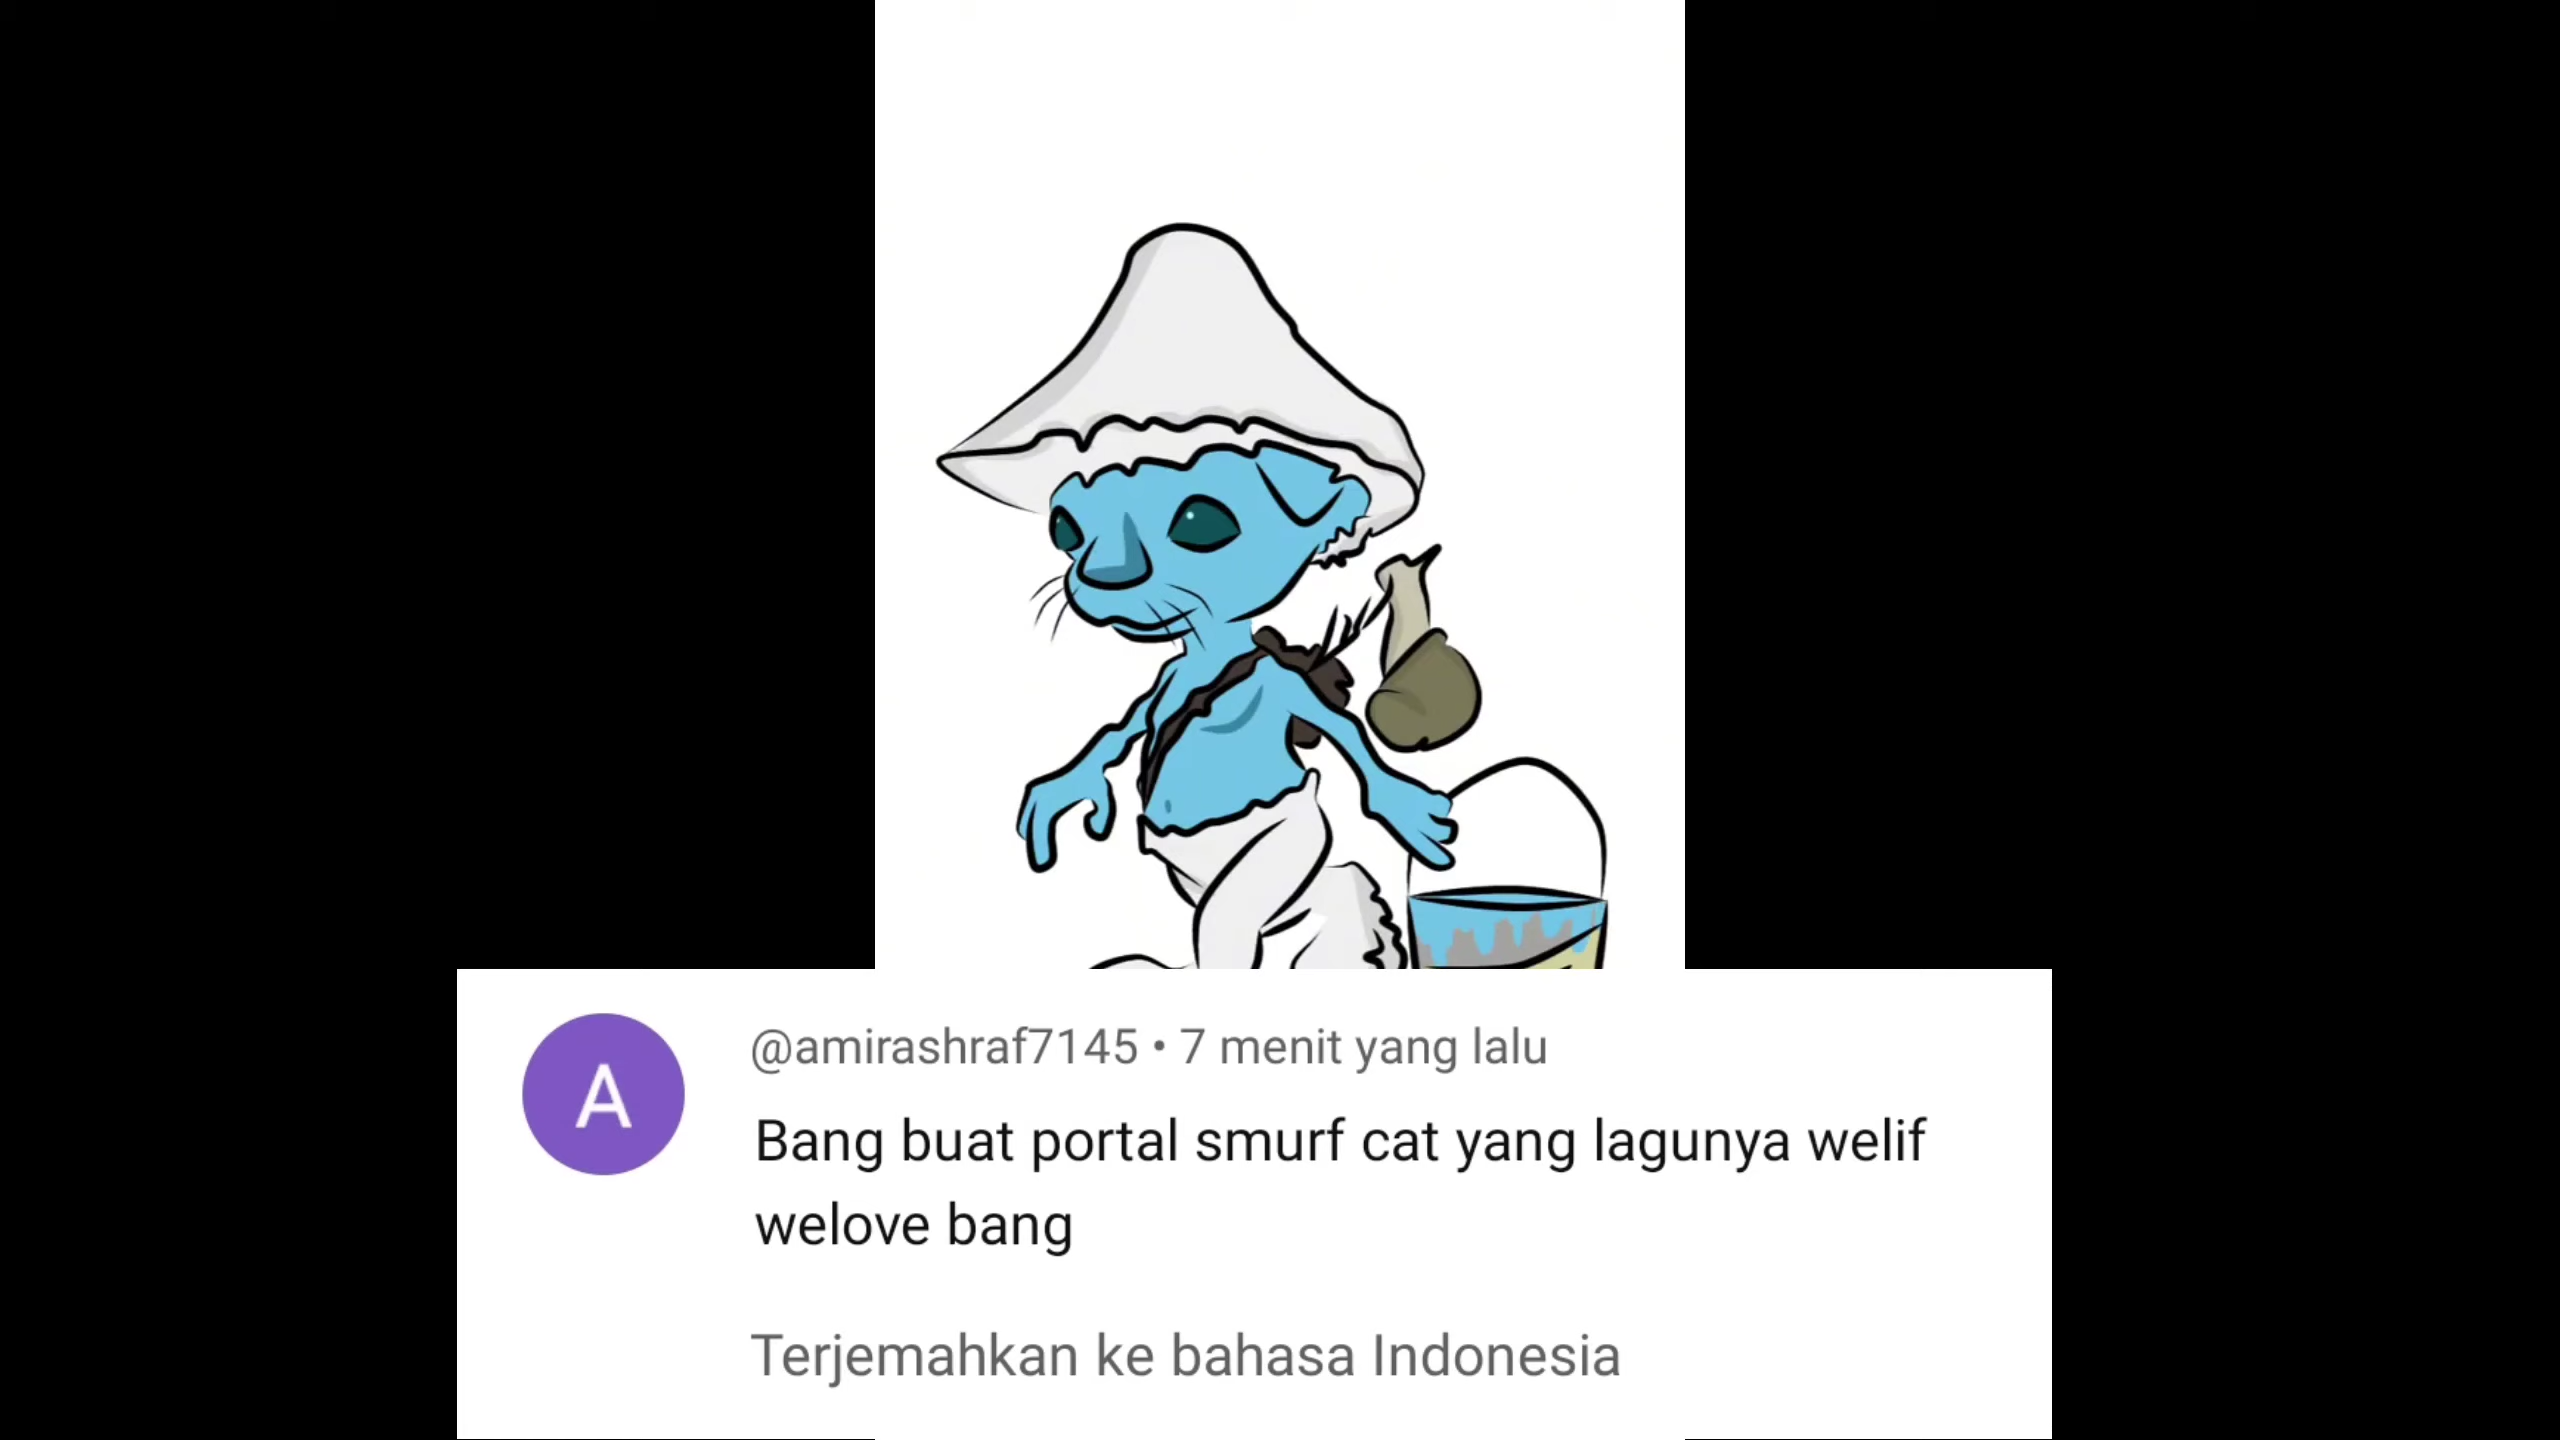 A
@amirashraf7145 • 7 menit yang lalu
Bang buat portal smurf cat yang lagunya welif
welove bang
Terjemahkan ke bahasa Indonesia